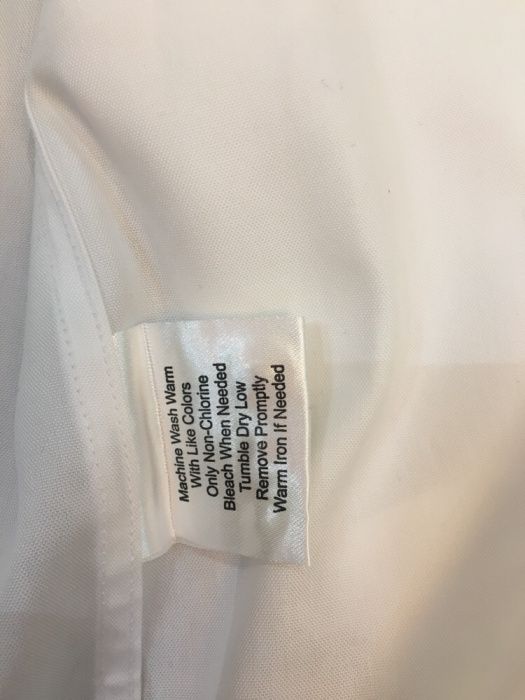 Machine Wash Warm
With Like Colors
Only Non-Chlorine
Bleach When Needed
Tumble Dry Low
Remove Promptly
Warm Iron If Needed